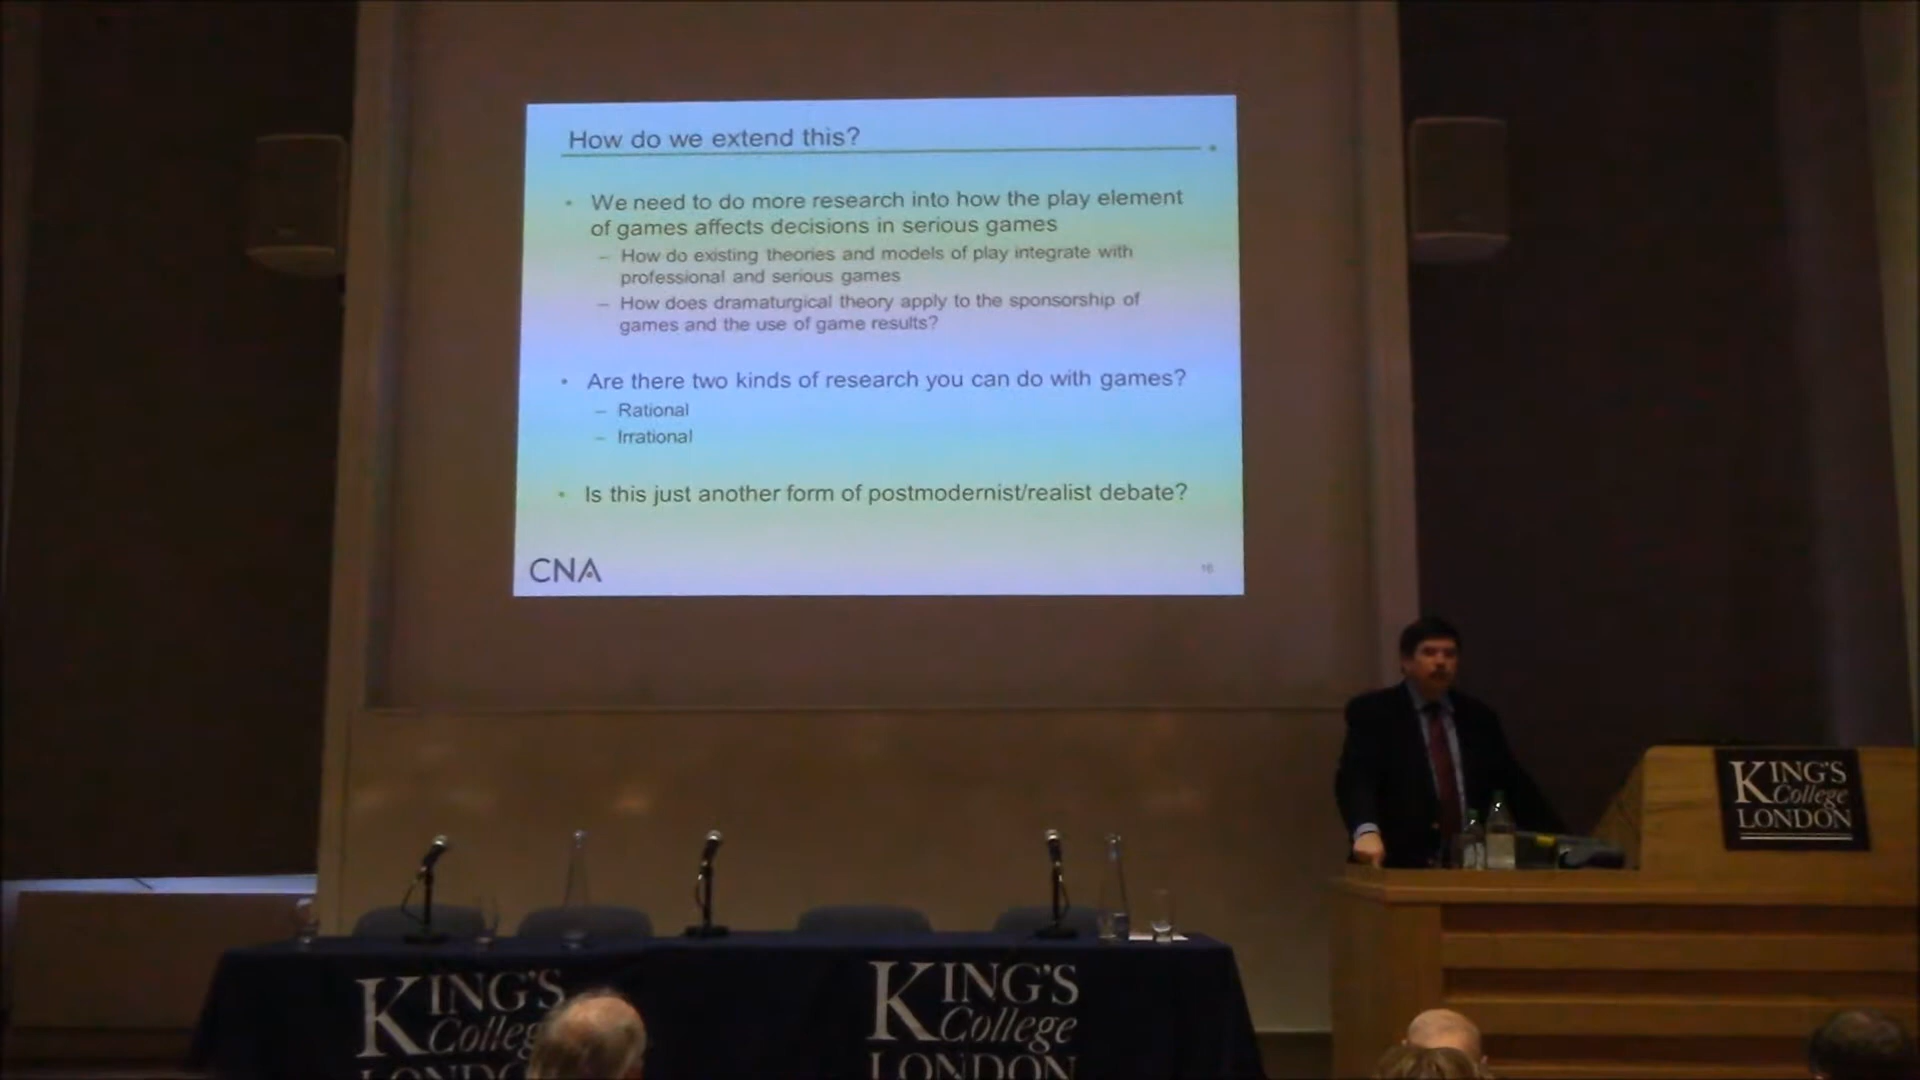 How do we extend this?
We need to do more research into how the play element
of games affects decisions in serious games
– How do existing theories and models of play integrate with
professional and serious games
– How does dramaturgical theory apply to the sponsorship of
games and the use of game results?
Are there two kinds of research you can do with games?
– Rational
– Irrational
Is this just another form of postmodernist/realist debate?
CNA
KING'S
College
LONDON
KING'S
KING'S
College
LONDON